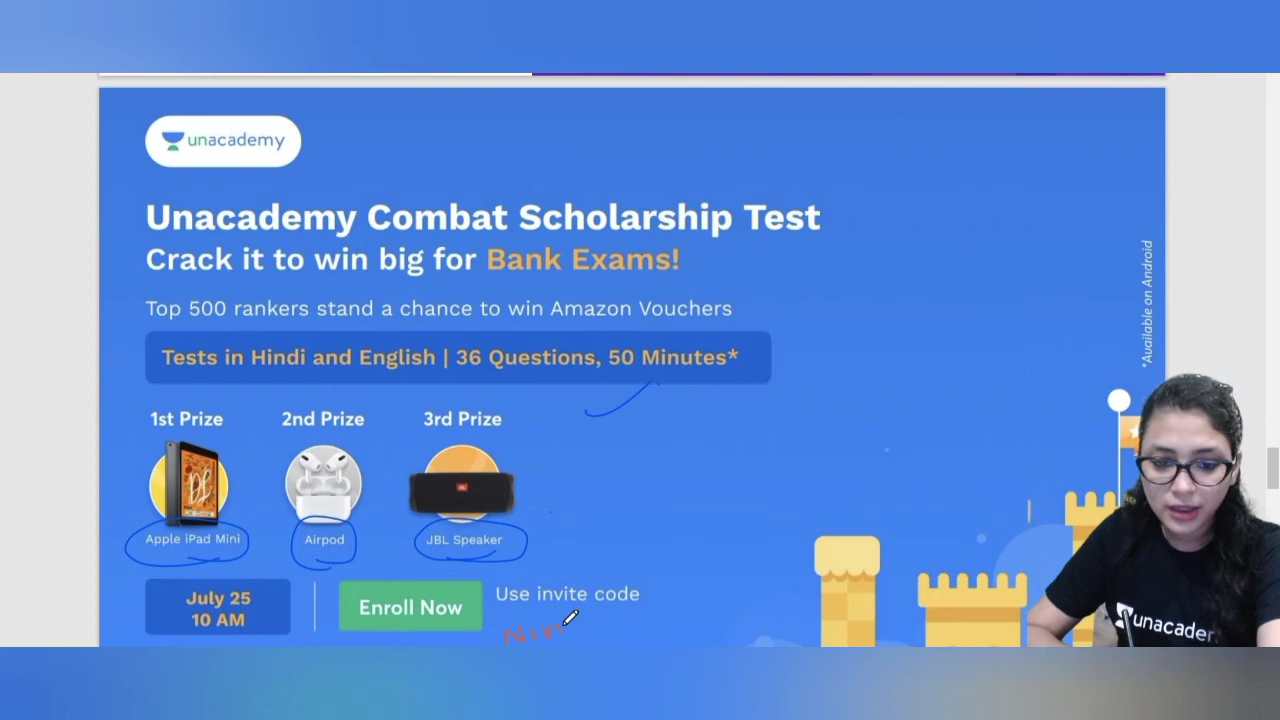 unacademy
Unacademy Combat Scholarship Test
Crack it to win big for Bank Exams!
Top 500 rankers stand a chance to win Amazon Vouchers
Tests in Hindi and English | 36 Questions, 50 Minutes*
*Available on Android
1st Prize
2nd Prize
3rd Prize
Apple iPad Mini
Airpod
JBL Speaker
July 25
10 AM
Enroll Now
Use invite code